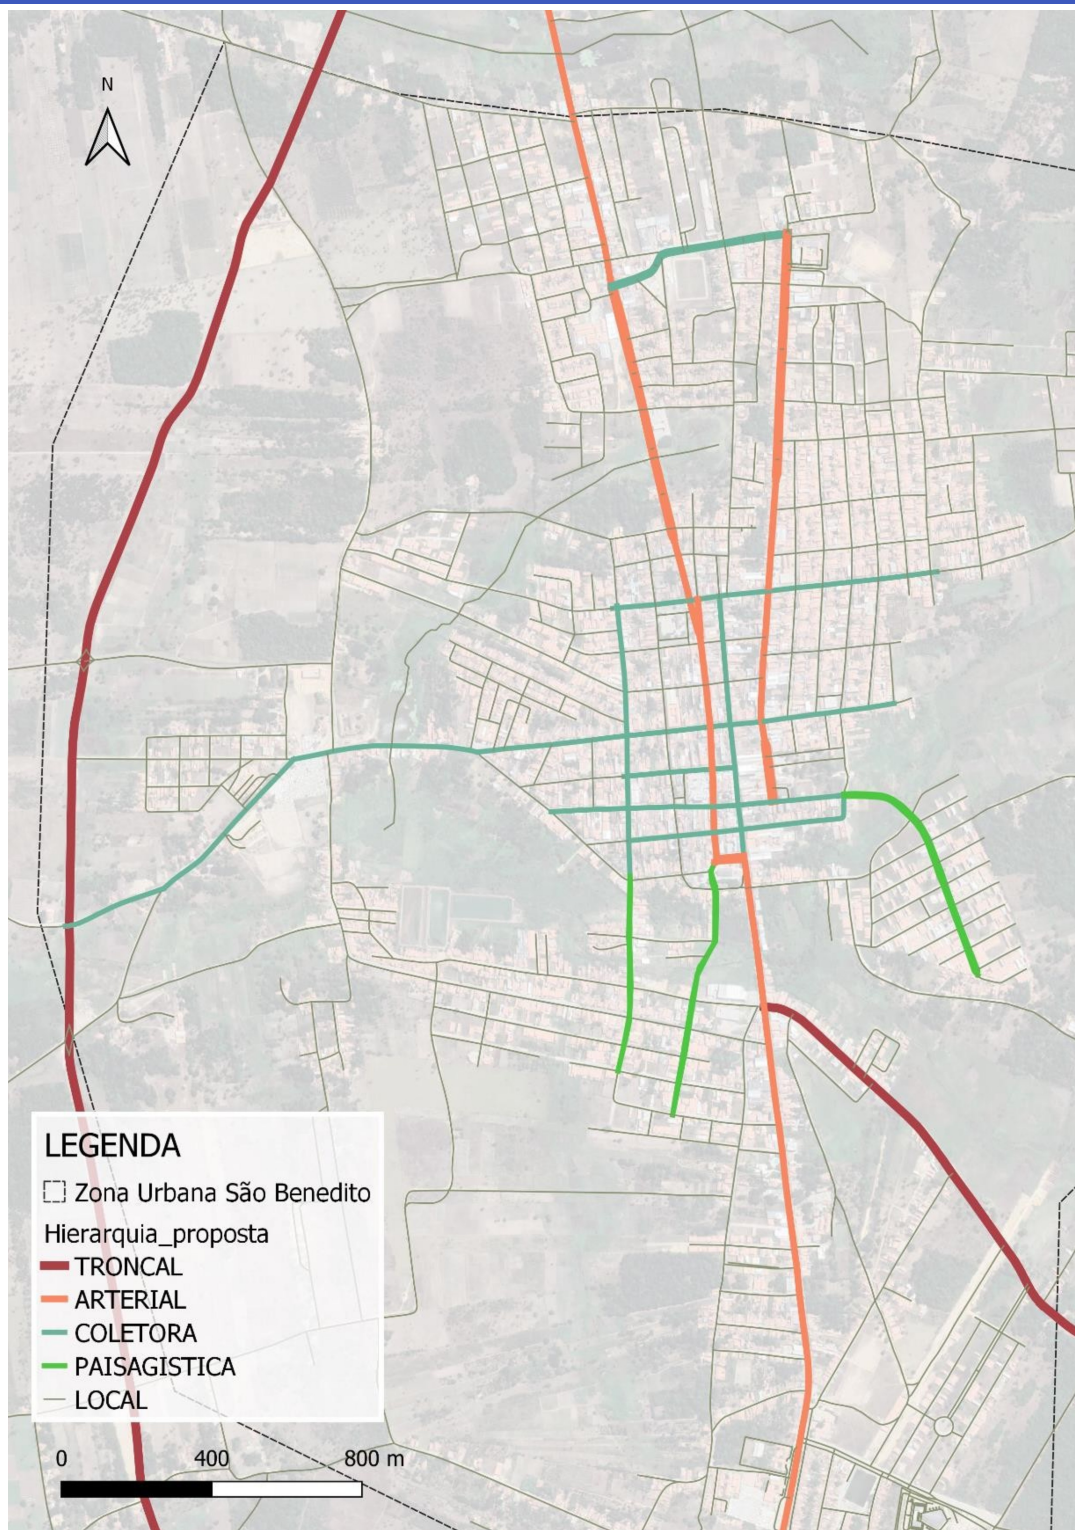 N
LEGENDA
Zona Urbana São Benedito
Hierarquia_proposta
TRONCAL
ARTERIAL
COLETORA
PAISAGISTICA
LOCAL
0 400 800 m